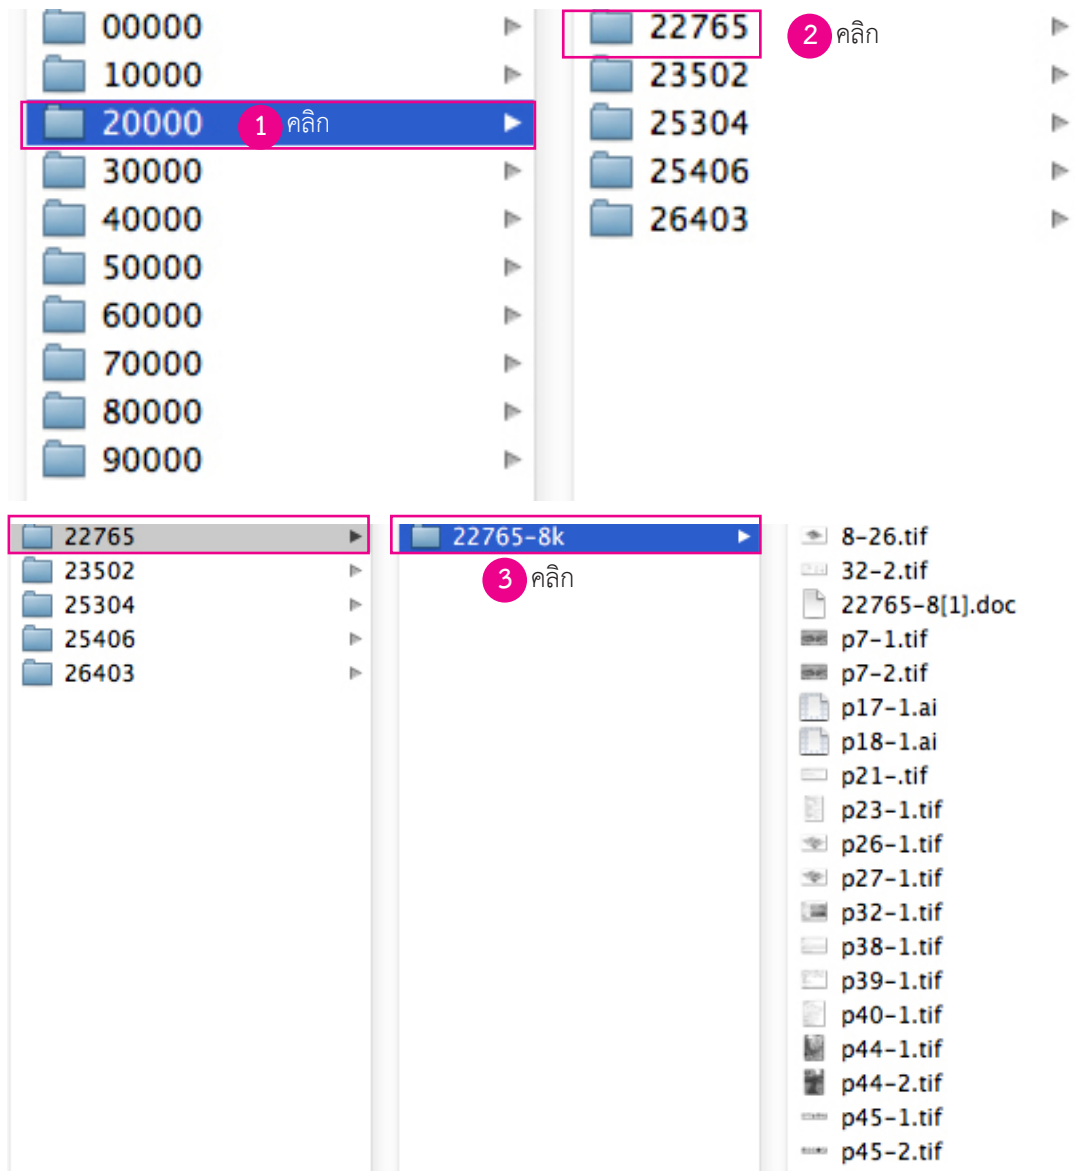 00000
10000
20000 1 คลิก
30000
40000
50000
60000
70000
80000
90000
22765 2 คลิก
23502
25304
25406
26403
22765
23502
25304
25406
26403
22765-8k
3 คลิก
8-26.tif
32-2.tif
22765-8[1].doc
p7-1.tif
p7-2.tif
p17-1.ai
p18-1.ai
p21-.tif
p23-1.tif
p26-1.tif
p27-1.tif
p32-1.tif
p38-1.tif
p39-1.tif
p40-1.tif
p44-1.tif
p44-2.tif
p45-1.tif
p45-2.tif